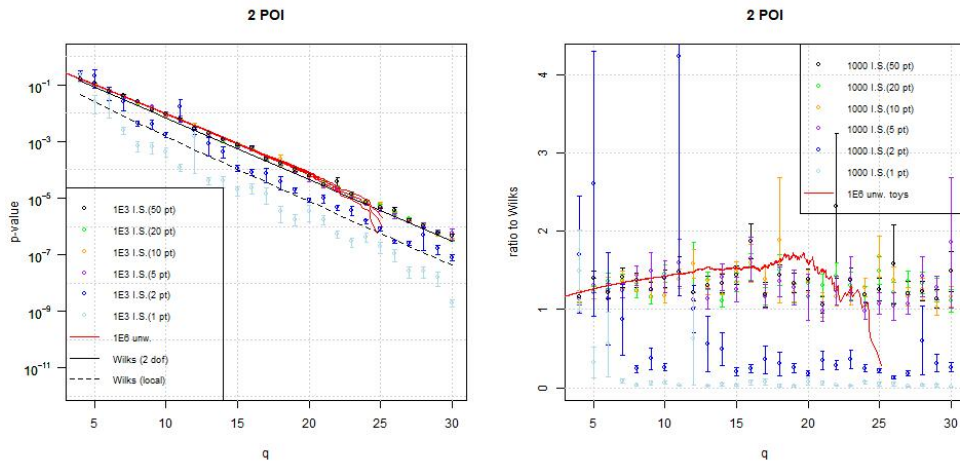 2 POI
p-value
10−1
10−3
10−5
10−7
10−9
10−11
1E3 I.S.(50 pt)
1E3 I.S.(20 pt)
1E3 I.S.(10 pt)
1E3 I.S.(5 pt)
1E3 I.S.(2 pt)
1E3 I.S.(1 pt)
1E6 unw.
Wilks (2 dof)
Wilks (local)
5 10 15 20 25 30
q
2 POI
ratio to Wilks
4
3
2
1
0
1000 I.S.(50 pt)
1000 I.S.(20 pt)
1000 I.S.(10 pt)
1000 I.S.(5 pt)
1000 I.S.(2 pt)
1000 I.S.(1 pt)
1E6 unw. toys
5 10 15 20 25 30
q